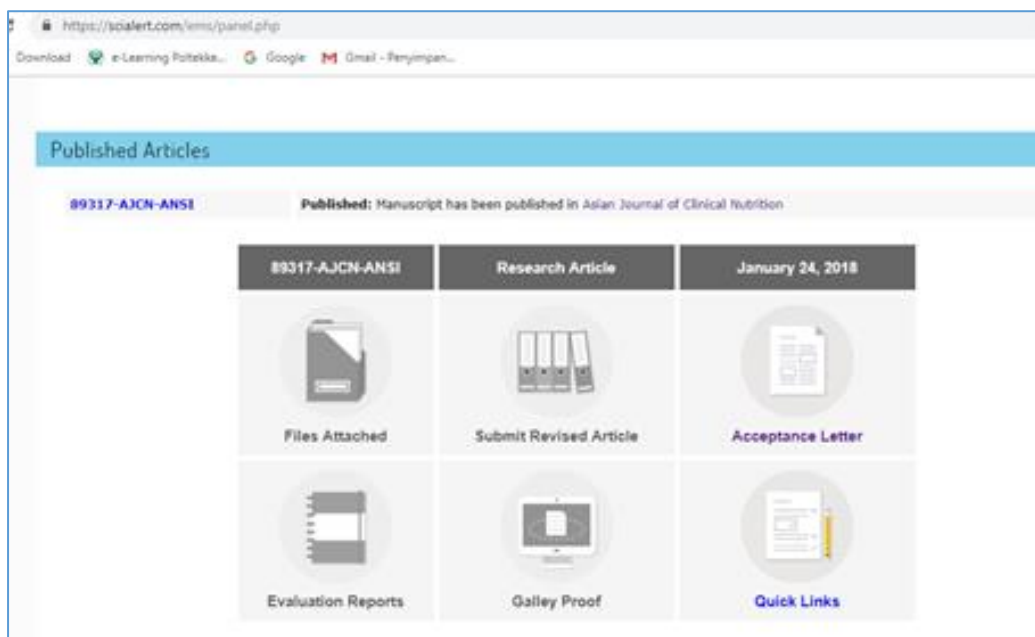 https://scialert.com/ems/panel.php
Download e-Learning Poltekke... Google Gmail - Penyimpan...
Published Articles
89317-AJCN-ANSI Published: Manuscript has been published in Asian Journal of Clinical Nutrition
89317-AJCN-ANSI Research Article January 24, 2018
Files Attached Submit Revised Article Acceptance Letter
Evaluation Reports Galley Proof Quick Links